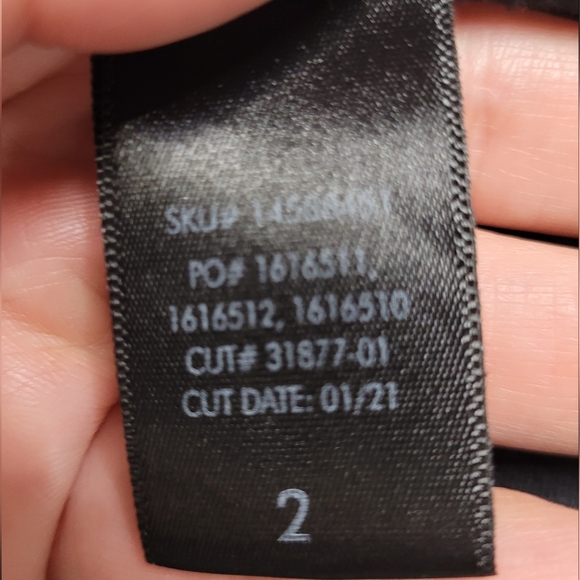 SKU#
PO# 1616511,
1616512, 1616510
CUT# 31877-01
CUT DATE: 01/21
2